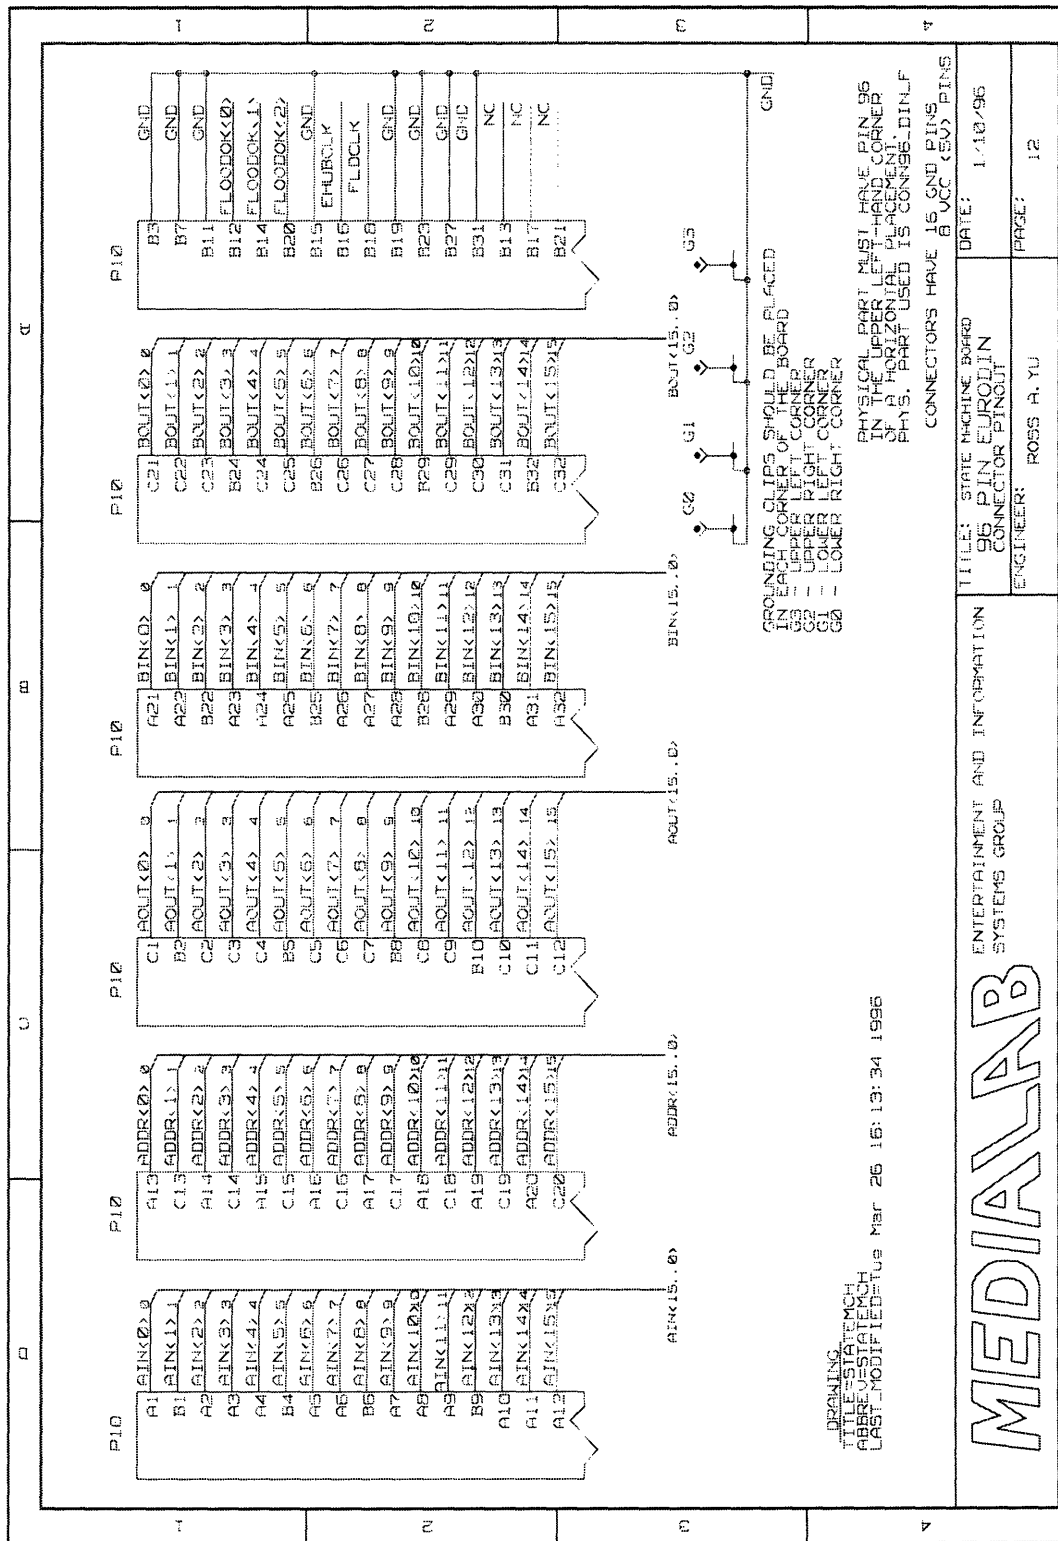 D C B A
1
2
3
4
P10
A1 AIN<0> 0
B1 AIN<1> 1
A2 AIN<2> 2
A3 AIN<3> 3
A4 AIN<4> 4
B4 AIN<5> 5
A5 AIN<6> 6
A6 AIN<7> 7
B6 AIN<8> 8
A7 AIN<9> 9
A8 AIN<10> 10
A9 AIN<11> 11
B9 AIN<12> 12
A10 AIN<13> 13
A11 AIN<14> 14
A12 AIN<15> 15
AIN<15..0>
P10
A13 ADDR<0> 0
C13 ADDR<1> 1
A14 ADDR<2> 2
C14 ADDR<3> 3
A15 ADDR<4> 4
C15 ADDR<5> 5
A16 ADDR<6> 6
C16 ADDR<7> 7
A17 ADDR<8> 8
C17 ADDR<9> 9
A18 ADDR<10> 10
C18 ADDR<11> 11
A19 ADDR<12> 12
C19 ADDR<13> 13
A20 ADDR<14> 14
C20 ADDR<15> 15
ADDR<15..0>
P10
C1 AOUT<0> 0
B2 AOUT<1> 1
C2 AOUT<2> 2
C3 AOUT<3> 3
C4 AOUT<4> 4
B5 AOUT<5> 5
C5 AOUT<6> 6
C6 AOUT<7> 7
C7 AOUT<8> 8
B8 AOUT<9> 9
C8 AOUT<10> 10
C9 AOUT<11> 11
B10 AOUT<12> 12
C10 AOUT<13> 13
C11 AOUT<14> 14
C12 AOUT<15> 15
AOUT<15..0>
P10
A21 BIN<0> 0
A22 BIN<1> 1
B22 BIN<2> 2
A23 BIN<3> 3
A24 BIN<4> 4
A25 BIN<5> 5
B25 BIN<6> 6
A26 BIN<7> 7
A27 BIN<8> 8
A28 BIN<9> 9
B28 BIN<10> 10
A29 BIN<11> 11
A30 BIN<12> 12
B30 BIN<13> 13
A31 BIN<14> 14
A32 BIN<15> 15
BIN<15..0>
P10
C21 BOUT<0> 0
C22 BOUT<1> 1
C23 BOUT<2> 2
B24 BOUT<3> 3
C24 BOUT<4> 4
C25 BOUT<5> 5
B26 BOUT<6> 6
C26 BOUT<7> 7
C27 BOUT<8> 8
C28 BOUT<9> 9
B29 BOUT<10> 10
C29 BOUT<11> 11
C30 BOUT<12> 12
C31 BOUT<13> 13
B32 BOUT<14> 14
C32 BOUT<15> 15
BOUT<15..0>
P10
B3 GND
B7 GND
B11 GND
B12 FLOODOK<0>
B14 FLOODOK<1>
B20 FLOODOK<2>
B15 GND
B16 EHUBCLK
B18 FLDCLK
B19 GND
B23 GND
B27 GND
B31 GND
B13 NC
B17 NC
B21 NC
G0 G1 G2 G3
GND
GROUNDING CLIPS SHOULD BE PLACED
IN EACH CORNER OF THE BOARD
G3 - UPPER LEFT CORNER
G2 - UPPER RIGHT CORNER
G1 - LOWER LEFT CORNER
G0 - LOWER RIGHT CORNER
PHYSICAL PART MUST HAVE PIN 96
IN THE UPPER LEFT-HAND CORNER
OF A HORIZONTAL PLACEMENT.
PHYS. PART USED IS CONN96_DIN_F
CONNECTORS HAVE 16 GND PINS
8 VCC (5V) PINS
DRAWING
TITLE=STATEMCH
ABBREV=STATEMCH
LAST_MODIFIED=Tue Mar 26 16:13:34 1996
MEDIALAB
ENTERTAINMENT AND INFORMATION
SYSTEMS GROUP
TITLE: STATE MACHINE BOARD
96 PIN EURODIN
CONNECTOR PINOUT
DATE: 1/10/96
ENGINEER: ROSS A. YU
PAGE: 12
1
2
3
4